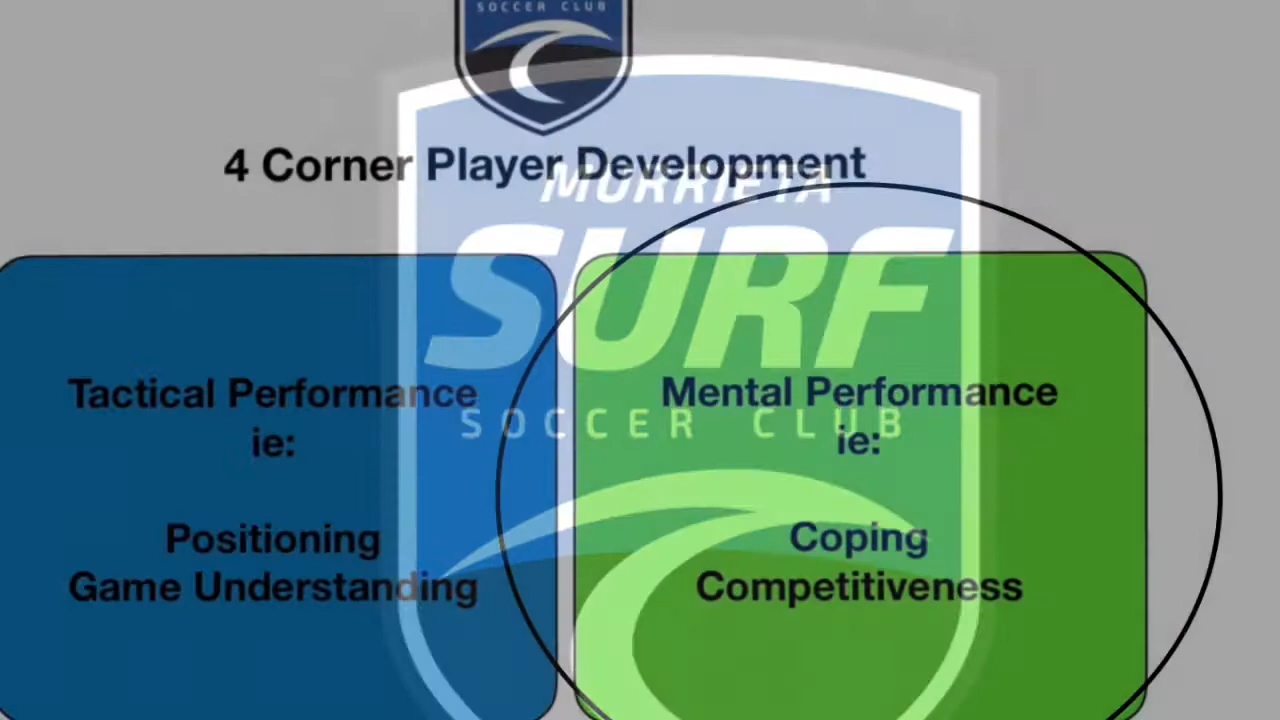 SOCCER CLUB
4 Corner Player Development
MURRIETA
SURF
SOCCER CLUB
Tactical Performance
ie:
Positioning
Game Understanding
Mental Performance
ie:
Coping
Competitiveness